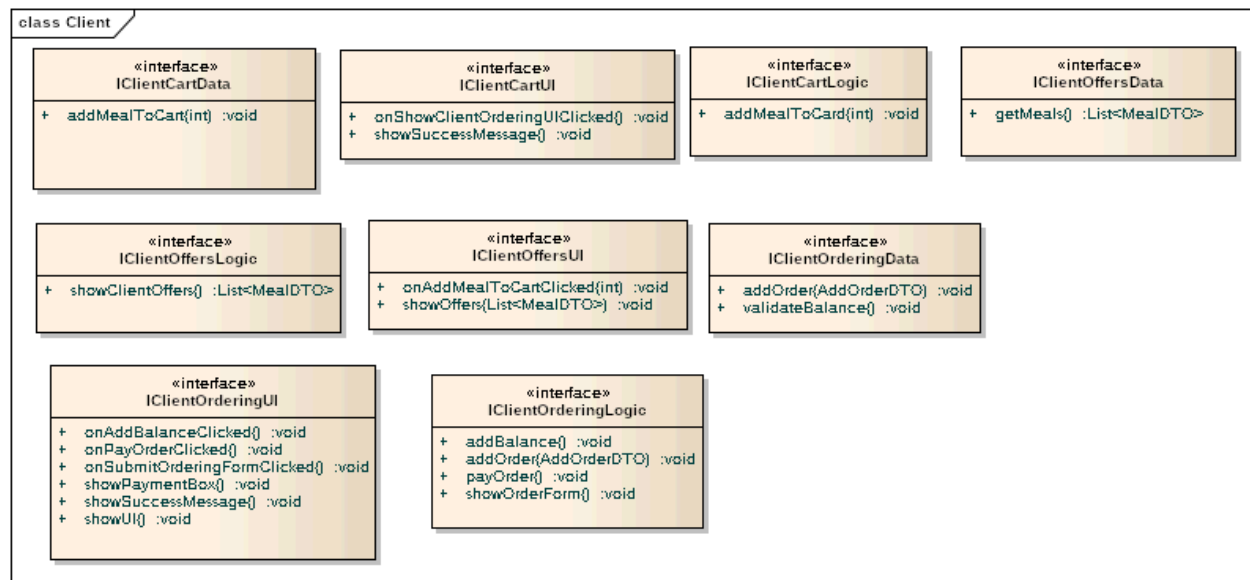 class Client
«interface»
IClientCartData
+ addMealToCart(int) :void
«interface»
IClientCartUI
+ onShowClientOrderingUIClicked() :void
+ showSuccessMessage() :void
«interface»
IClientCartLogic
+ addMealToCard(int) :void
«interface»
IClientOffersData
+ getMeals() :List<MealDTO>
«interface»
IClientOffersLogic
+ showClientOffers() :List<MealDTO>
«interface»
IClientOffersUI
+ onAddMealToCartClicked(int) :void
+ showOffers(List<MealDTO>) :void
«interface»
IClientOrderingData
+ addOrder(AddOrderDTO) :void
+ validateBalance() :void
«interface»
IClientOrderingUI
+ onAddBalanceClicked() :void
+ onPayOrderClicked() :void
+ onSubmitOrderingFormClicked() :void
+ showPaymentBox() :void
+ showSuccessMessage() :void
+ showUI() :void
«interface»
IClientOrderingLogic
+ addBalance() :void
+ addOrder(AddOrderDTO) :void
+ payOrder() :void
+ showOrderForm() :void